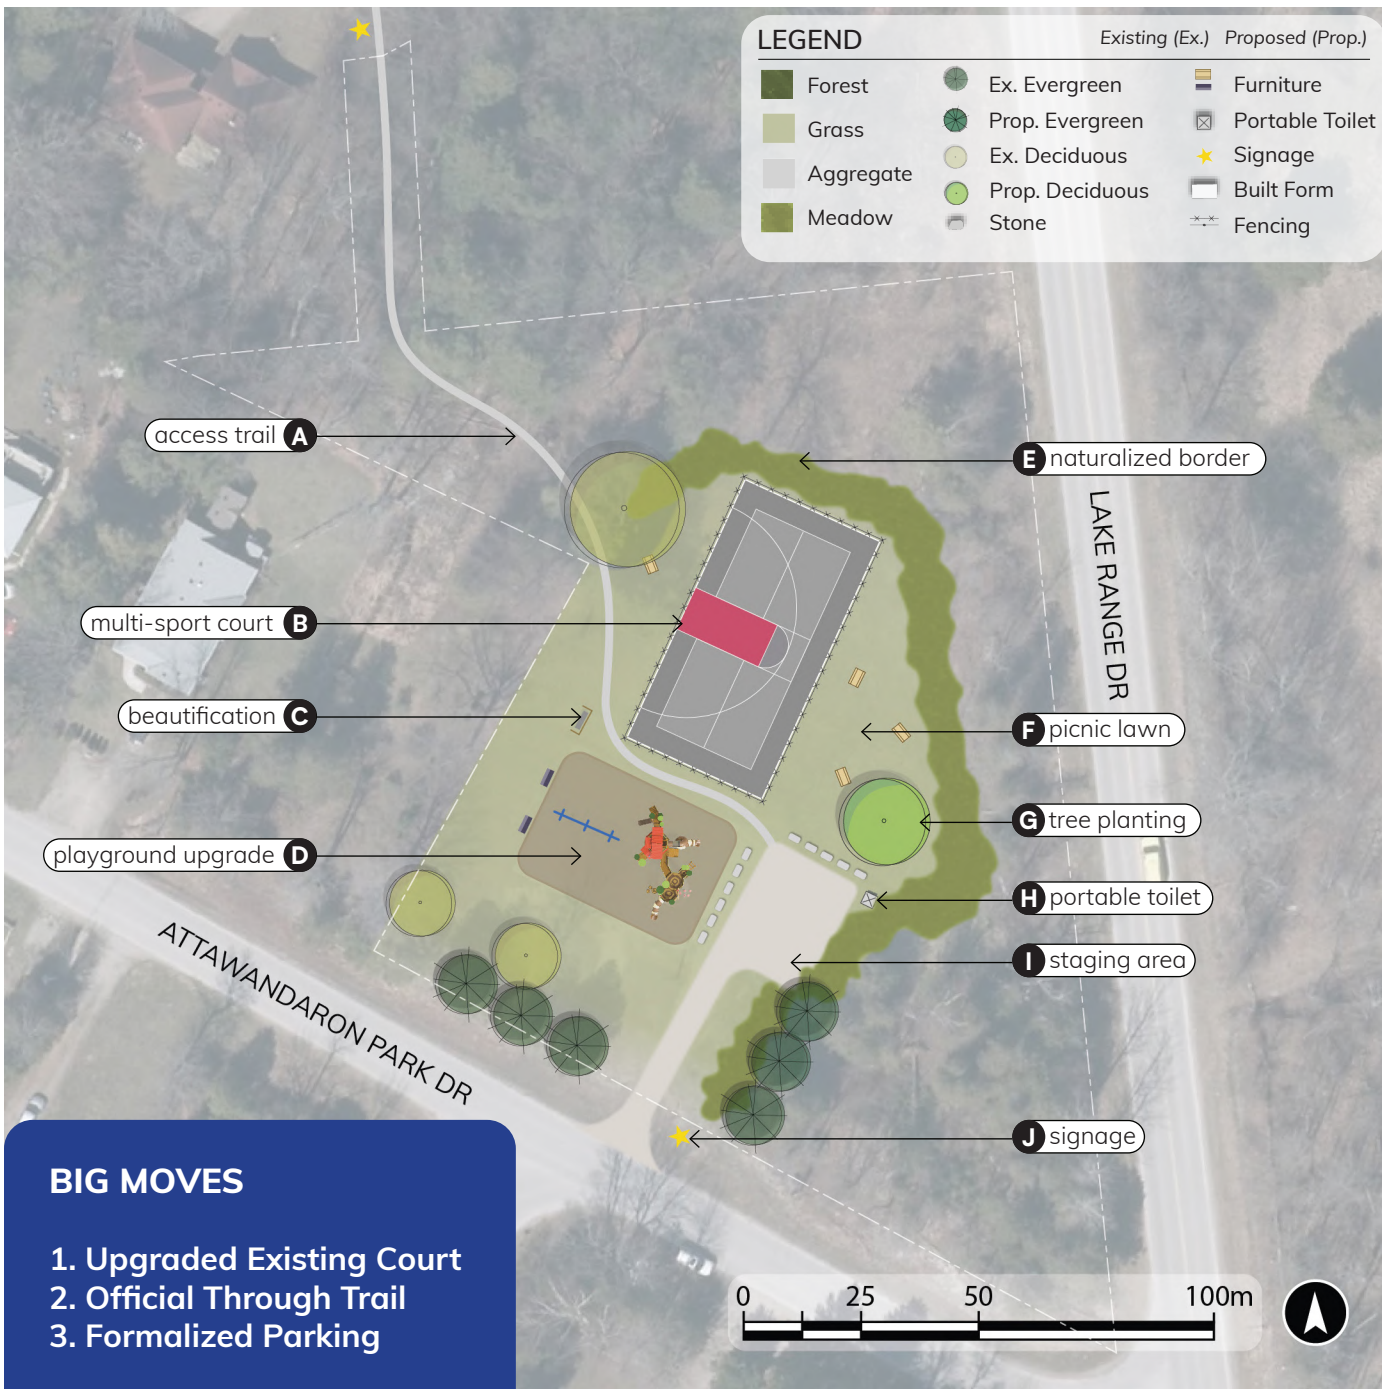 LEGEND
Existing (Ex.) Proposed (Prop.)
Forest
Grass
Aggregate
Meadow
Ex. Evergreen
Prop. Evergreen
Ex. Deciduous
Prop. Deciduous
Stone
Furniture
Portable Toilet
Signage
Built Form
Fencing
access trail A
multi-sport court B
beautification C
playground upgrade D
E naturalized border
F picnic lawn
G tree planting
H portable toilet
I staging area
J signage
LAKE RANGE DR
ATTAWANDARON PARK DR
BIG MOVES
1. Upgraded Existing Court
2. Official Through Trail
3. Formalized Parking
0 25 50 100m